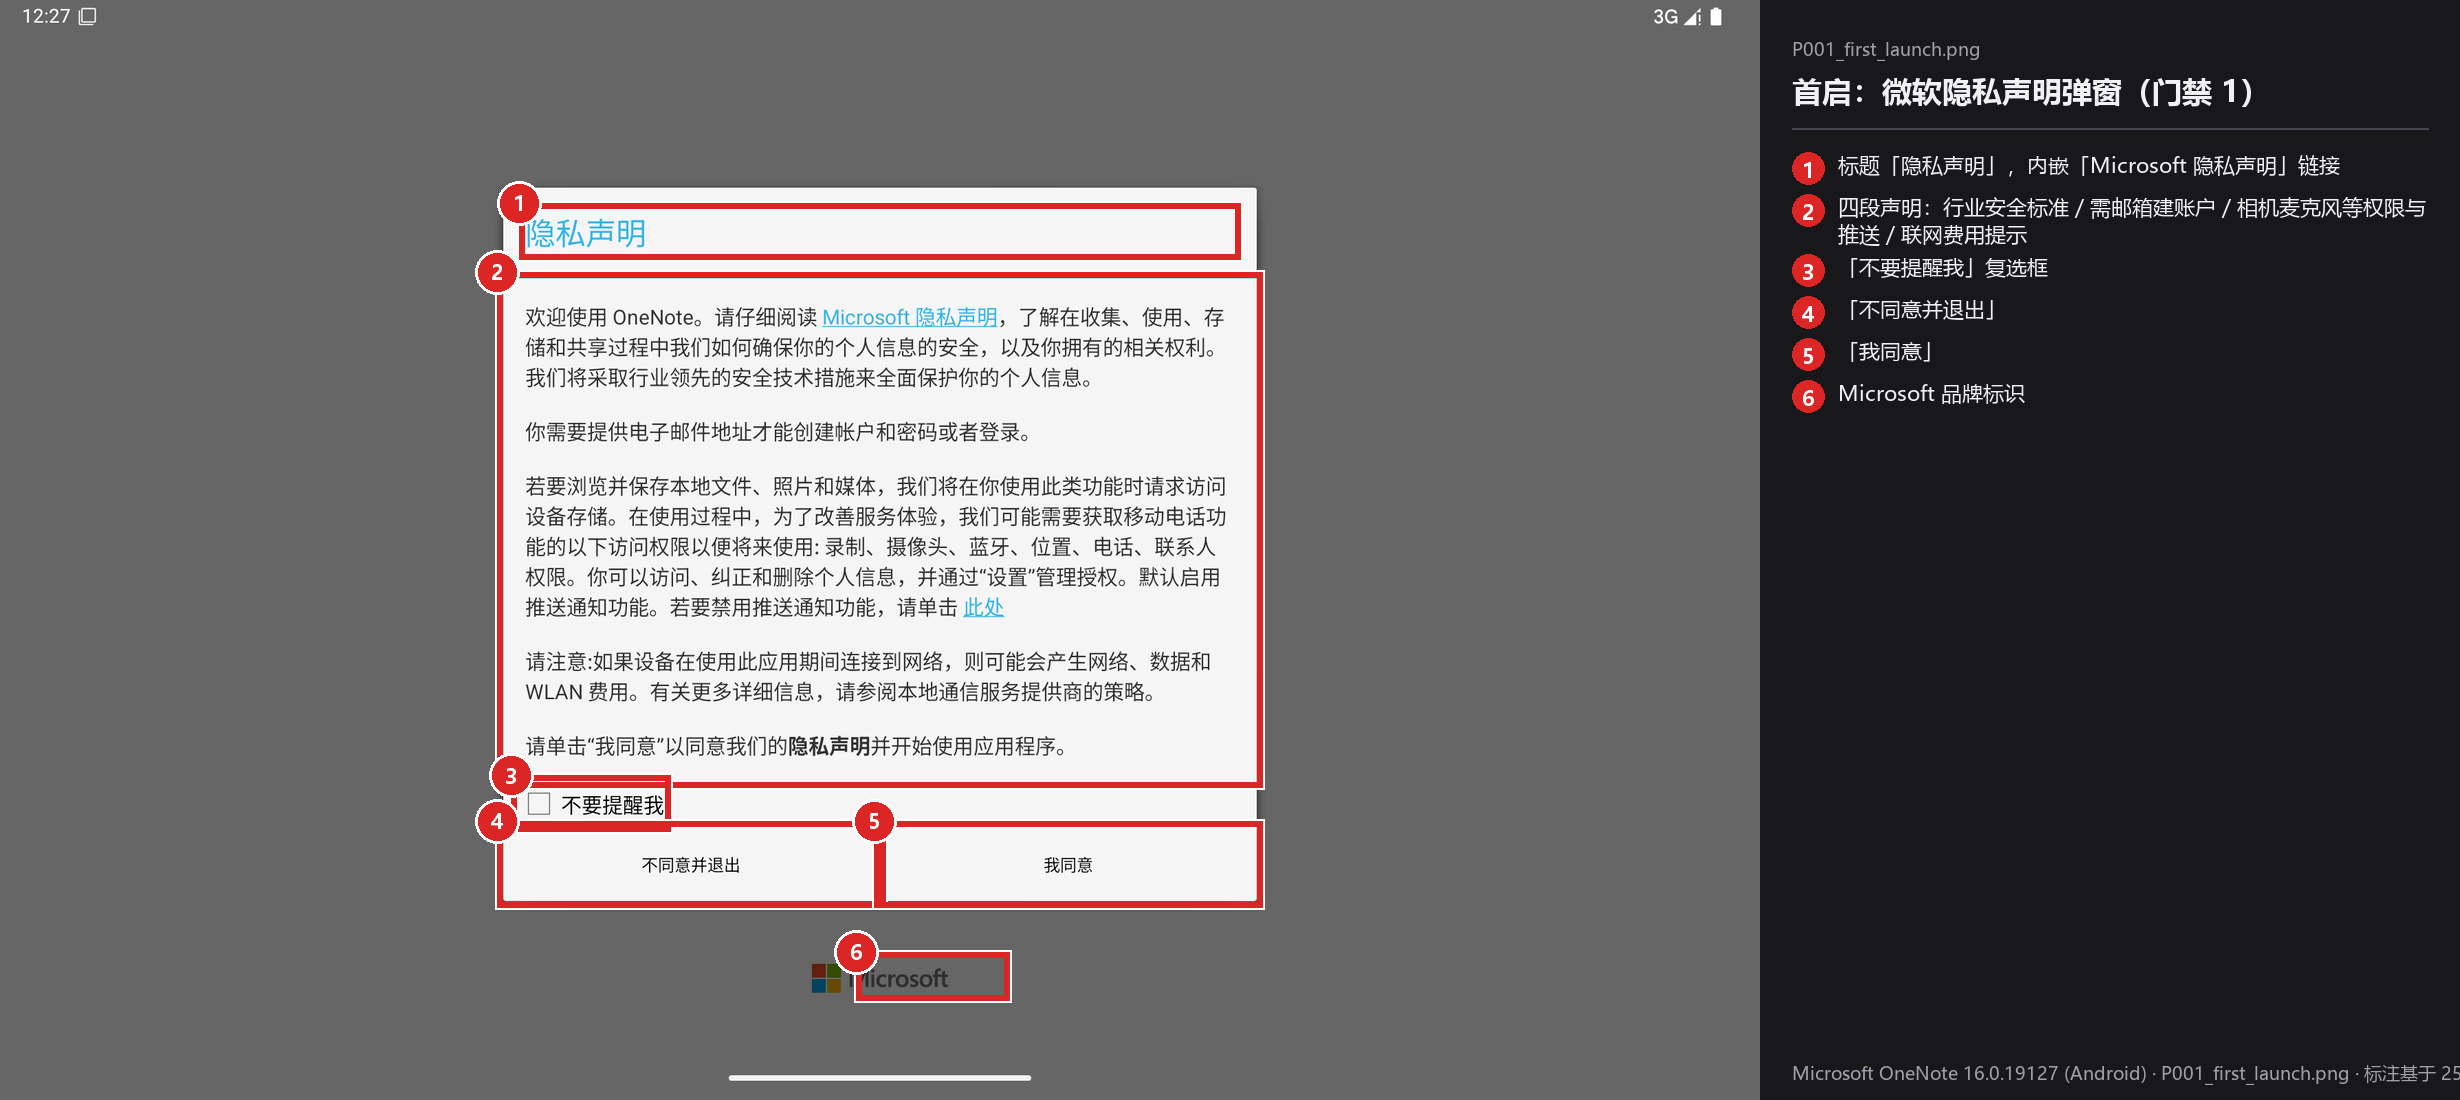 12:27
3G
1
隐私声明
2
欢迎使用 OneNote。请仔细阅读 Microsoft 隐私声明，了解在收集、使用、存
储和共享过程中我们如何确保你的个人信息的安全，以及你拥有的相关权利。
我们将采取行业领先的安全技术措施来全面保护你的个人信息。
你需要提供电子邮件地址才能创建帐户和密码或者登录。
若要浏览并保存本地文件、照片和媒体，我们将在你使用此类功能时请求访问
设备存储。在使用过程中，为了改善服务体验，我们可能需要获取移动电话功
能的以下访问权限以便将来使用: 录制、摄像头、蓝牙、位置、电话、联系人
权限。你可以访问、纠正和删除个人信息，并通过“设置”管理授权。默认启用
推送通知功能。若要禁用推送通知功能，请单击 此处
请注意:如果设备在使用此应用期间连接到网络，则可能会产生网络、数据和
WLAN 费用。有关更多详细信息，请参阅本地通信服务提供商的策略。
请单击“我同意”以同意我们的隐私声明并开始使用应用程序。
3
不要提醒我
4
不同意并退出
5
我同意
6
Microsoft
P001_first_launch.png
首启：微软隐私声明弹窗（门禁 1）
1 标题「隐私声明」，内嵌「Microsoft 隐私声明」链接
2 四段声明：行业安全标准 / 需邮箱建账户 / 相机麦克风等权限与
推送 / 联网费用提示
3 「不要提醒我」复选框
4 「不同意并退出」
5 「我同意」
6 Microsoft 品牌标识
Microsoft OneNote 16.0.19127 (Android) · P001_first_launch.png · 标注基于 25